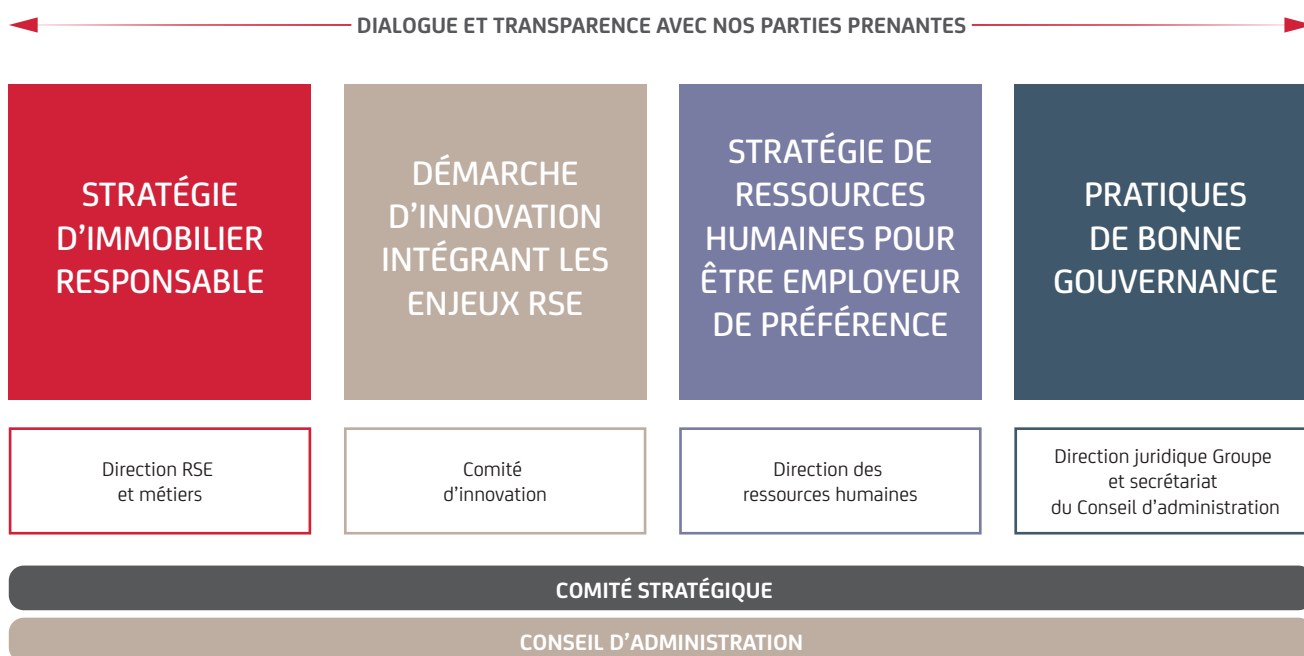 DIALOGUE ET TRANSPARENCE AVEC NOS PARTIES PRENANTES
STRATÉGIE
D'IMMOBILIER
RESPONSABLE
DÉMARCHE
D'INNOVATION
INTÉGRANT LES
ENJEUX RSE
STRATÉGIE DE
RESSOURCES
HUMAINES POUR
ÊTRE EMPLOYEUR
DE PRÉFÉRENCE
PRATIQUES
DE BONNE
GOUVERNANCE
Direction RSE
et métiers
Comité
d'innovation
Direction des
ressources humaines
Direction juridique Groupe
et secrétariat
du Conseil d'administration
COMITÉ STRATÉGIQUE
CONSEIL D'ADMINISTRATION